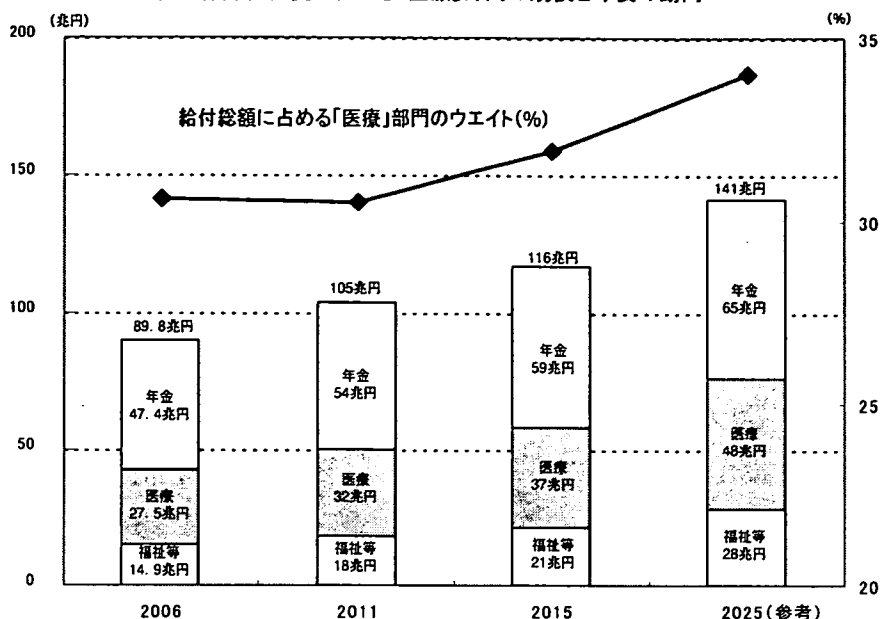 (兆円)
(%)
200
35
給付総額に占める「医療」部門のウエイト(%)
150
141兆円
30
116兆円
105兆円
年金
65兆円
100
89.8兆円
年金
59兆円
年金
54兆円
年金
47.4兆円
25
50
医療
48兆円
医療
37兆円
医療
32兆円
医療
27.5兆円
福祉等
28兆円
福祉等
21兆円
福祉等
18兆円
福祉等
14.9兆円
0
20
2006
2011
2015
2025(参考)